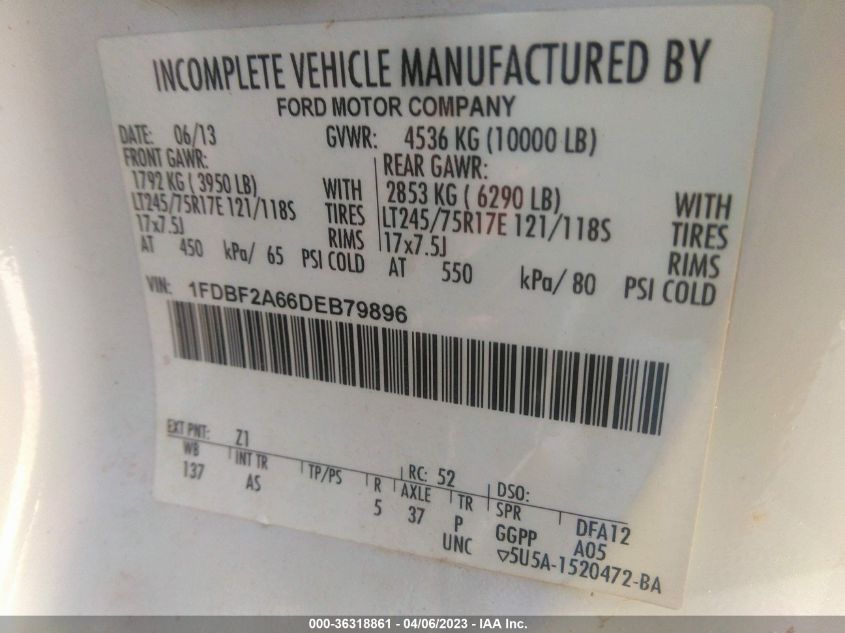 INCOMPLETE VEHICLE MANUFACTURED BY
FORD MOTOR COMPANY
DATE: 06/13 GVWR: 4536 KG (10000 LB)
FRONT GAWR: REAR GAWR:
1792 KG ( 3950 LB) WITH 2853 KG ( 6290 LB) WITH
LT245/75R17E 121/118S TIRES LT245/75R17E 121/118S TIRES
17x7.5J RIMS 17x7.5J RIMS
AT 450 kPa/ 65 PSI COLD AT 550 kPa/ 80 PSI COLD
VIN: 1FDBF2A66DEB79896
EXT PNT: Z1 RC: 52 DSO:
WB INT TR TP/PS R AXLE TR SPR DFA12
137 AS 5 37 P GGPP A05
UNC ▽5U5A-1520472-BA
000-36318861 - 04/06/2023 - IAA Inc.